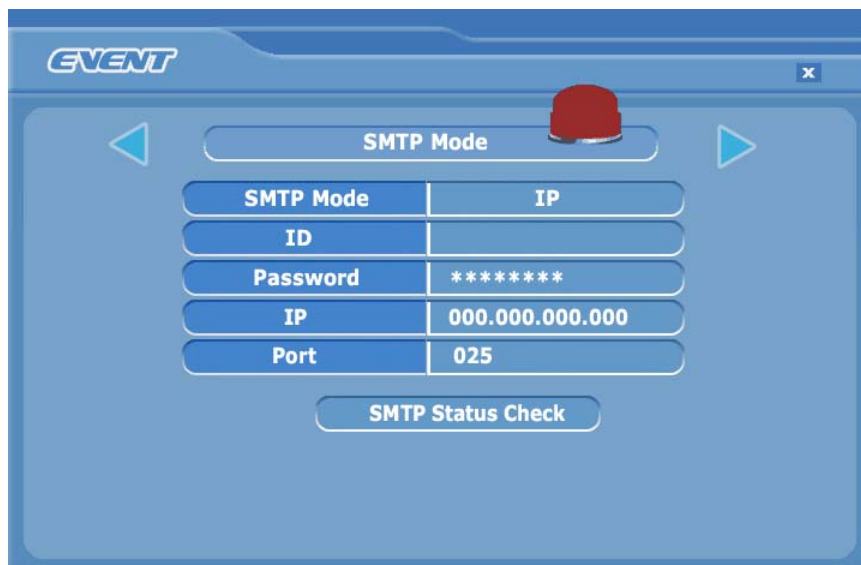 EVENT
x
SMTP Mode
SMTP Mode IP
ID
Password ********
IP 000.000.000.000
Port 025
SMTP Status Check